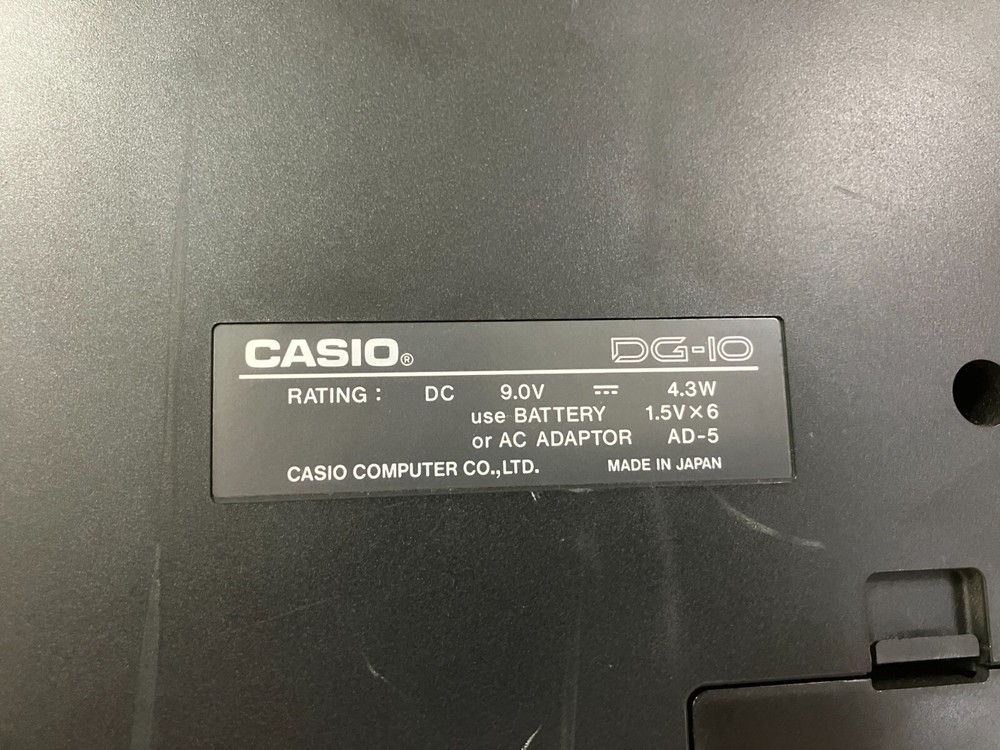 CASIO® DG-10
RATING : DC 9.0V ⎓ 4.3W
use BATTERY 1.5V×6
or AC ADAPTOR AD-5
CASIO COMPUTER CO.,LTD. MADE IN JAPAN